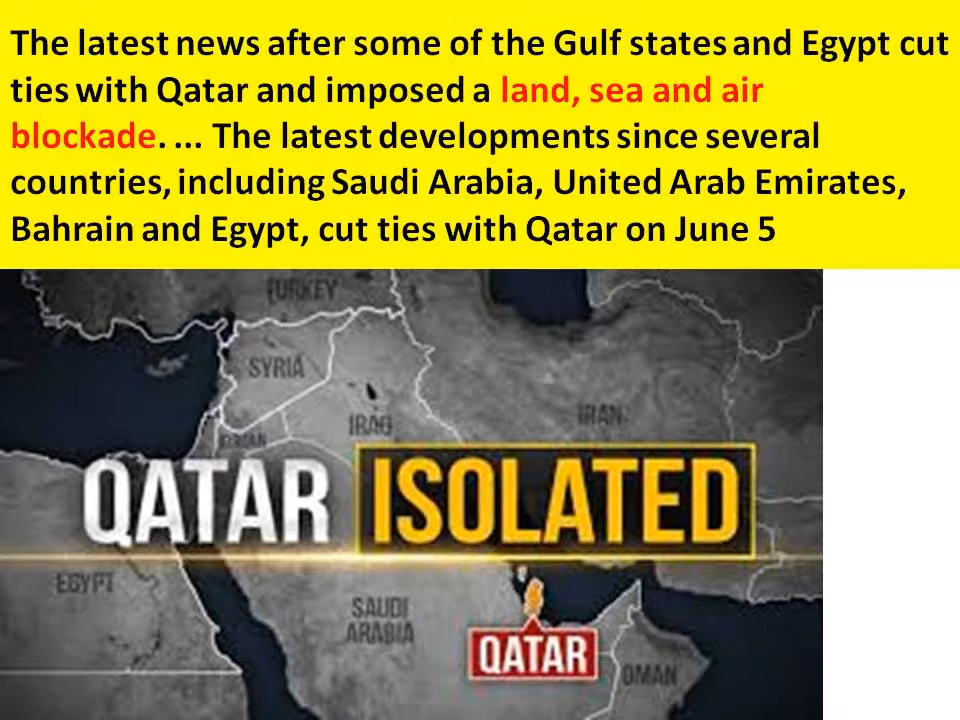 The latest news after some of the Gulf states and Egypt cut
ties with Qatar and imposed a land, sea and air
blockade. ... The latest developments since several
countries, including Saudi Arabia, United Arab Emirates,
Bahrain and Egypt, cut ties with Qatar on June 5
TURKEY
SYRIA
IRAQ
IRAN
QATAR ISOLATED
EGYPT
SAUDI
ARABIA
QATAR
OMAN